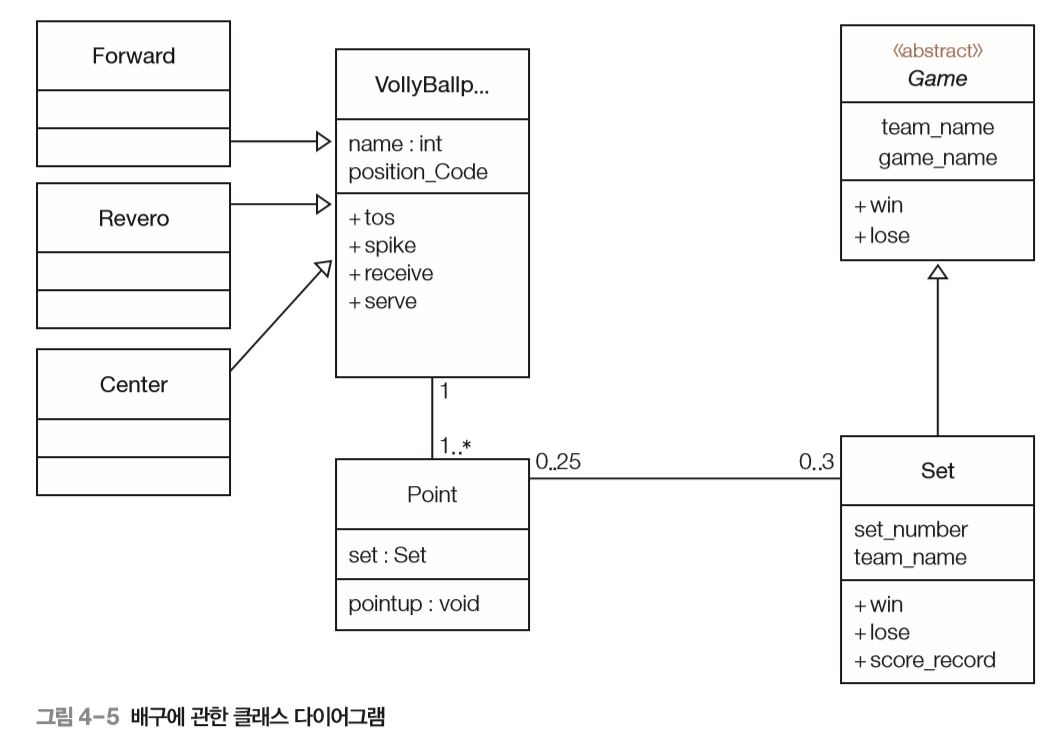 Forward
Revero
Center
VollyBallp...
name : int
position_Code
+ tos
+ spike
+ receive
+ serve
1
1..*
Point
set : Set
pointup : void
0..25
0..3
《abstract》
Game
team_name
game_name
+ win
+ lose
Set
set_number
team_name
+ win
+ lose
+ score_record
그림 4-5 배구에 관한 클래스 다이어그램